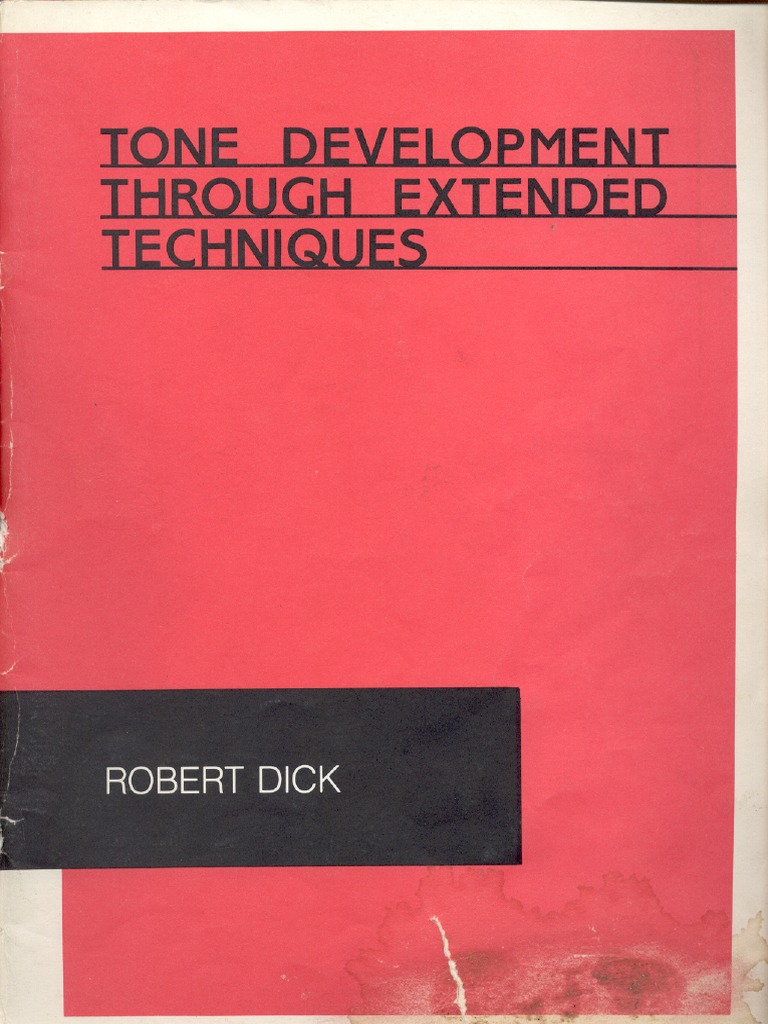 TONE DEVELOPMENT
THROUGH EXTENDED
TECHNIQUES
ROBERT DICK